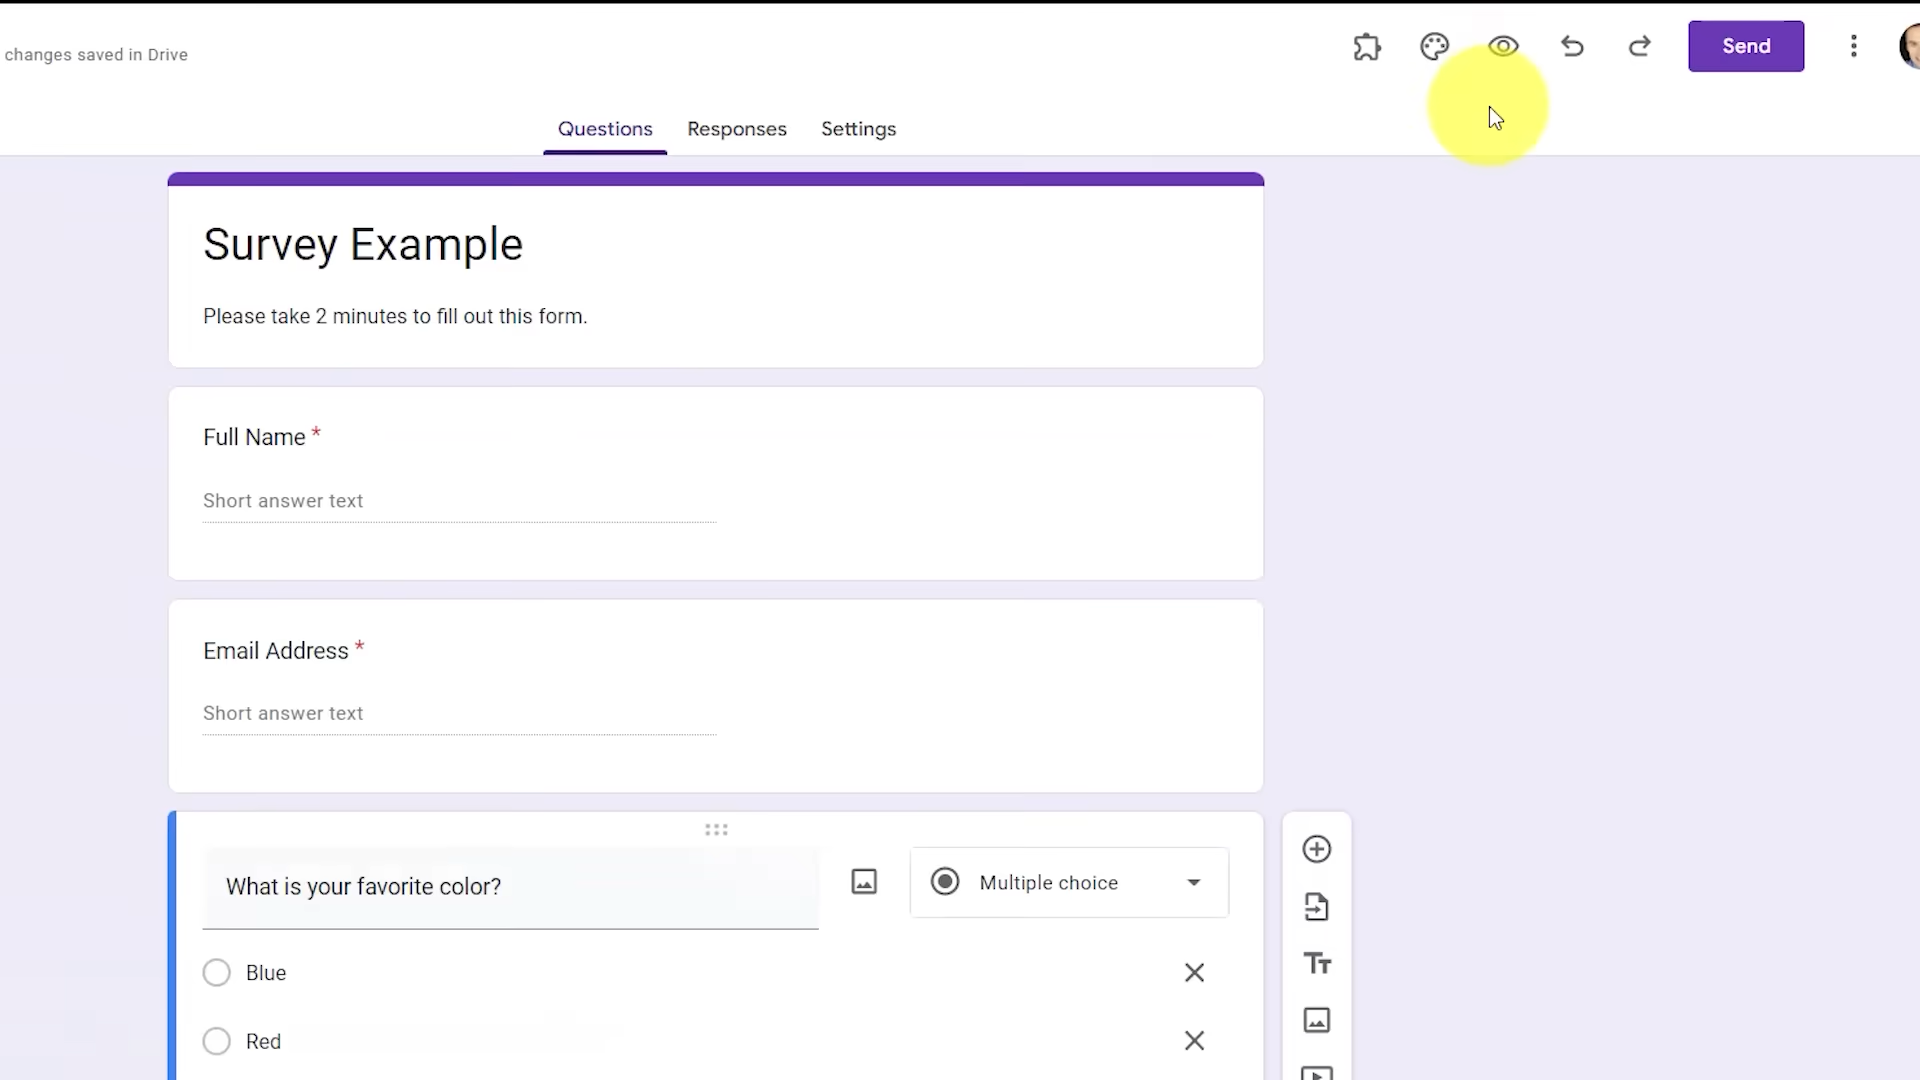 changes saved in Drive
Send
Questions
Responses
Settings
Survey Example
Please take 2 minutes to fill out this form.
Full Name *
Short answer text
Email Address *
Short answer text
What is your favorite color?
Multiple choice
Blue
Red